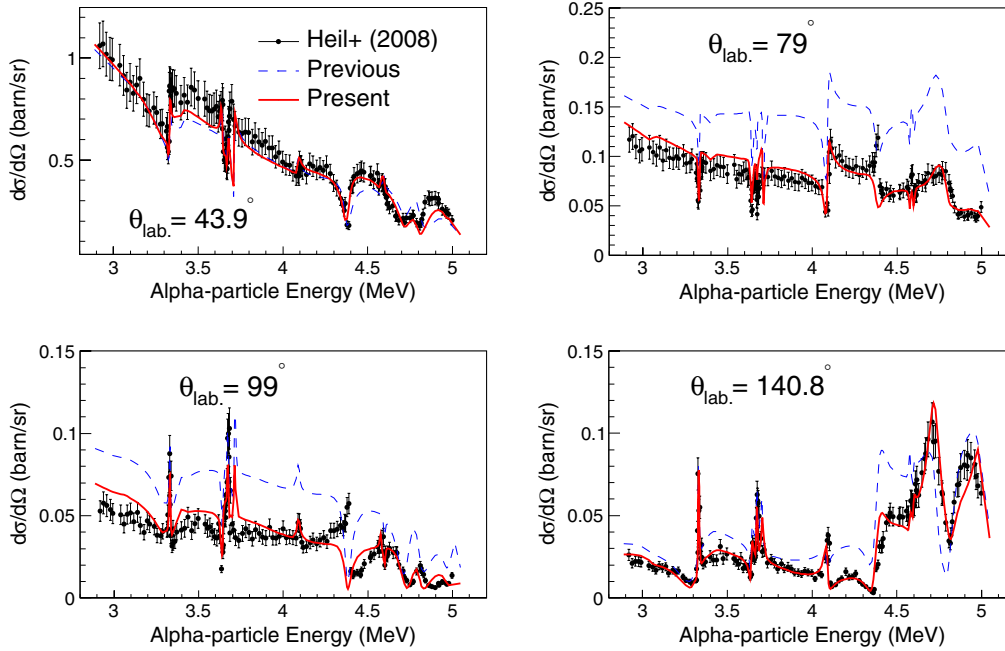 Heil+ (2008)
Previous
Present
θlab. = 43.9°
dσ/dΩ (barn/sr)
1
0.5
3 3.5 4 4.5 5
Alpha-particle Energy (MeV)
θlab. = 79°
dσ/dΩ (barn/sr)
0.25
0.2
0.15
0.1
0.05
0
3 3.5 4 4.5 5
Alpha-particle Energy (MeV)
θlab. = 99°
dσ/dΩ (barn/sr)
0.15
0.1
0.05
0
3 3.5 4 4.5 5
Alpha-particle Energy (MeV)
θlab. = 140.8°
dσ/dΩ (barn/sr)
0.15
0.1
0.05
0
3 3.5 4 4.5 5
Alpha-particle Energy (MeV)